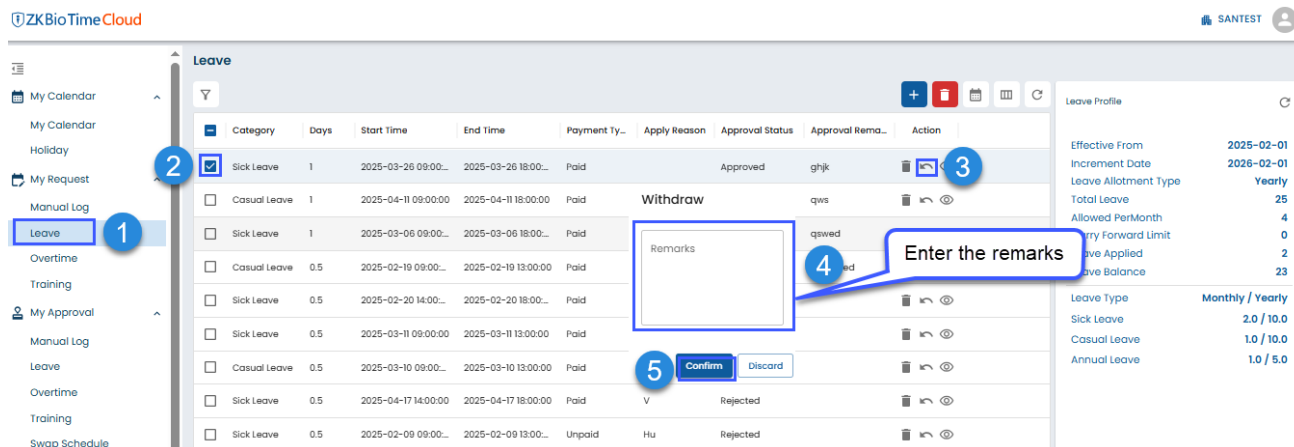 ZKBioTimeCloud
SANTEST
My Calendar
My Calendar
Holiday
My Request
Manual Log
Leave
Overtime
Training
My Approval
Manual Log
Leave
Overtime
Training
Swap Schedule
1
Leave
Category Days Start Time End Time Payment Ty... Apply Reason Approval Status Approval Rema... Action
2
Sick Leave 1 2025-03-26 09:00:... 2025-03-26 18:00:... Paid Approved ghjk
3
Casual Leave 1 2025-04-11 09:00:00 2025-04-11 18:00:00 Paid qws
Sick Leave 1 2025-03-06 09:00:... 2025-03-06 18:00:... Paid qswed
Casual Leave 0.5 2025-02-19 09:00:... 2025-02-19 13:00:00 Paid ed
Sick Leave 0.5 2025-02-20 14:00:... 2025-02-20 18:00:... Paid
Sick Leave 0.5 2025-03-11 09:00:00 2025-03-11 13:00:00 Paid
Casual Leave 0.5 2025-03-10 09:00:... 2025-03-10 13:00:00 Paid
Sick Leave 0.5 2025-04-17 14:00:00 2025-04-17 18:00:00 Paid V Rejected
Sick Leave 0.5 2025-02-09 09:00:... 2025-02-09 13:00:... Unpaid Hu Rejected
Withdraw
Remarks
4
Enter the remarks
5
Confirm Discard
Leave Profile
Effective From 2025-02-01
Increment Date 2026-02-01
Leave Allotment Type Yearly
Total Leave 25
Allowed PerMonth 4
rry Forward Limit 0
ave Applied 2
ave Balance 23
Leave Type Monthly / Yearly
Sick Leave 2.0 / 10.0
Casual Leave 1.0 / 10.0
Annual Leave 1.0 / 5.0